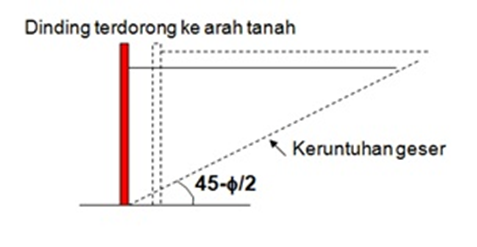 Dinding terdorong ke arah tanah
Keruntuhan geser
45-ϕ/2